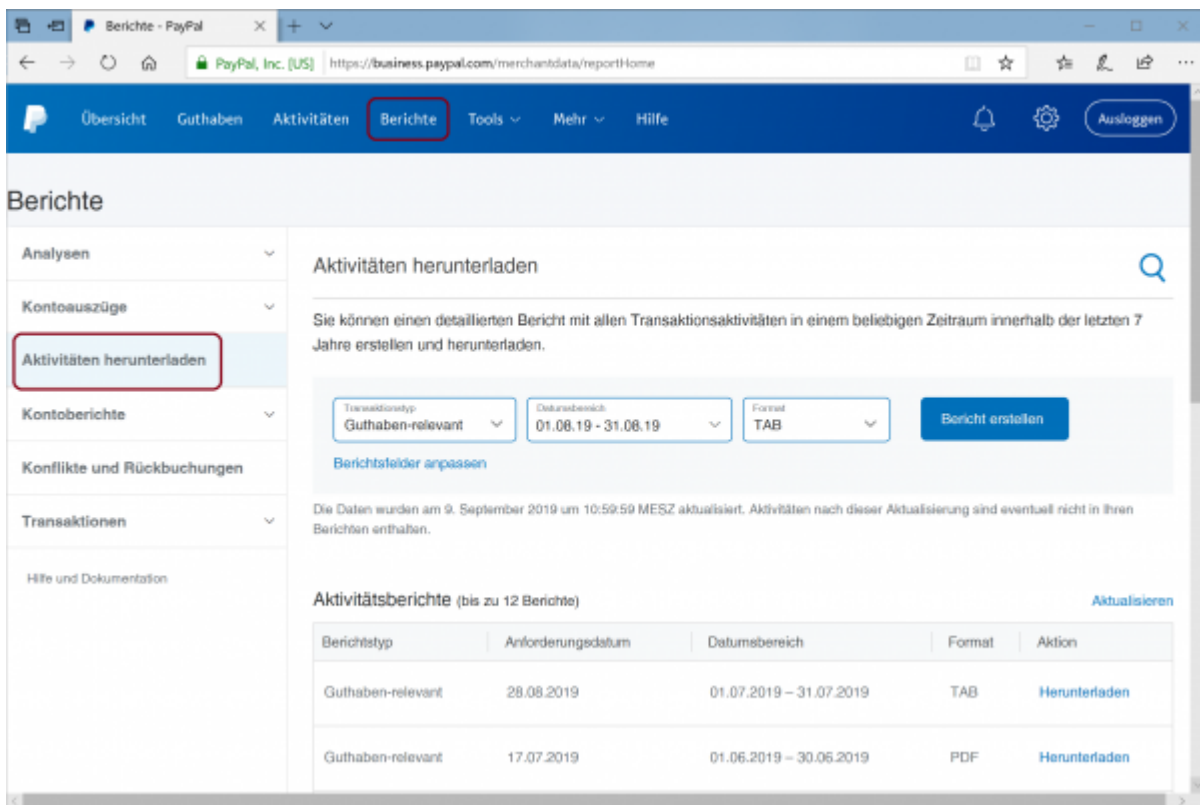 Berichte - PayPal
PayPal, Inc. [US] https://business.paypal.com/merchantdata/reportHome
Übersicht Guthaben Aktivitäten Berichte Tools Mehr Hilfe Ausloggen
Berichte
Analysen
Kontoauszüge
Aktivitäten herunterladen
Kontoberichte
Konflikte und Rückbuchungen
Transaktionen
Hilfe und Dokumentation
Aktivitäten herunterladen
Sie können einen detaillierten Bericht mit allen Transaktionsaktivitäten in einem beliebigen Zeitraum innerhalb der letzten 7
Jahre erstellen und herunterladen.
Transaktionstyp Datumsbereich Format
Guthaben-relevant 01.08.19 - 31.08.19 TAB Bericht erstellen
Berichtsfelder anpassen
Die Daten wurden am 9. September 2019 um 10:59:59 MESZ aktualisiert. Aktivitäten nach dieser Aktualisierung sind eventuell nicht in Ihren
Berichten enthalten.
Aktivitätsberichte (bis zu 12 Berichte) Aktualisieren
Berichtstyp Anforderungsdatum Datumsbereich Format Aktion
Guthaben-relevant 28.08.2019 01.07.2019 – 31.07.2019 TAB Herunterladen
Guthaben-relevant 17.07.2019 01.06.2019 – 30.06.2019 PDF Herunterladen